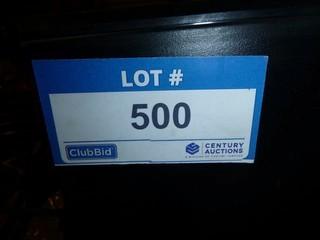 LOT #
500
ClubBid
CENTURY
AUCTIONS